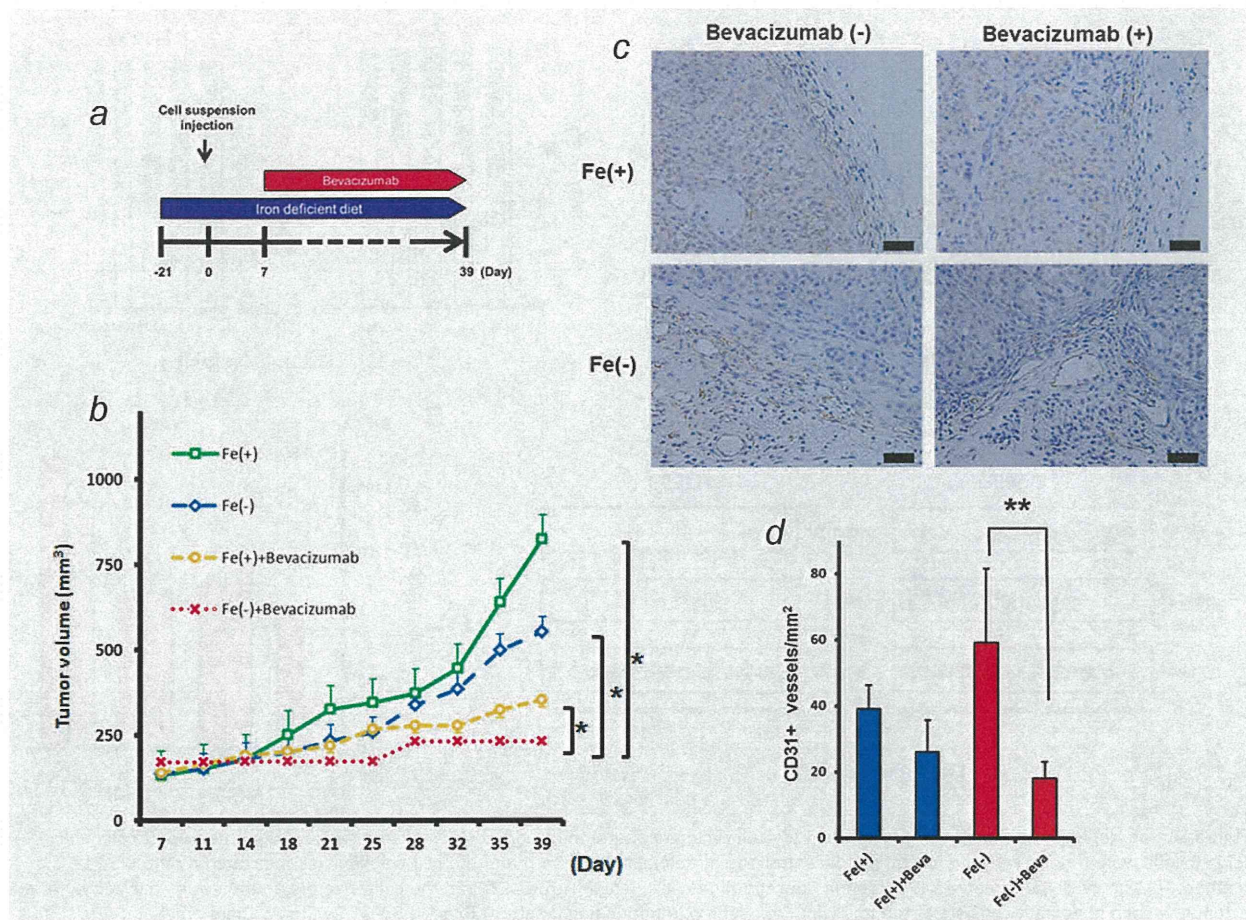 a
Cell suspension
injection
Bevacizumab
Iron deficient diet
-21 0 7 39 (Day)
b
Tumor volume (mm³)
1000
750
500
250
0
Fe(+)
Fe(-)
Fe(+)+Bevacizumab
Fe(-)+Bevacizumab
*
*
*
7 11 14 18 21 25 28 32 35 39
(Day)
c
Bevacizumab (-) Bevacizumab (+)
Fe(+)
Fe(-)
d
**
CD31+ vessels/mm²
80
60
40
20
0
Fe(+) Fe(+)+Beva Fe(-) Fe(-)+Beva